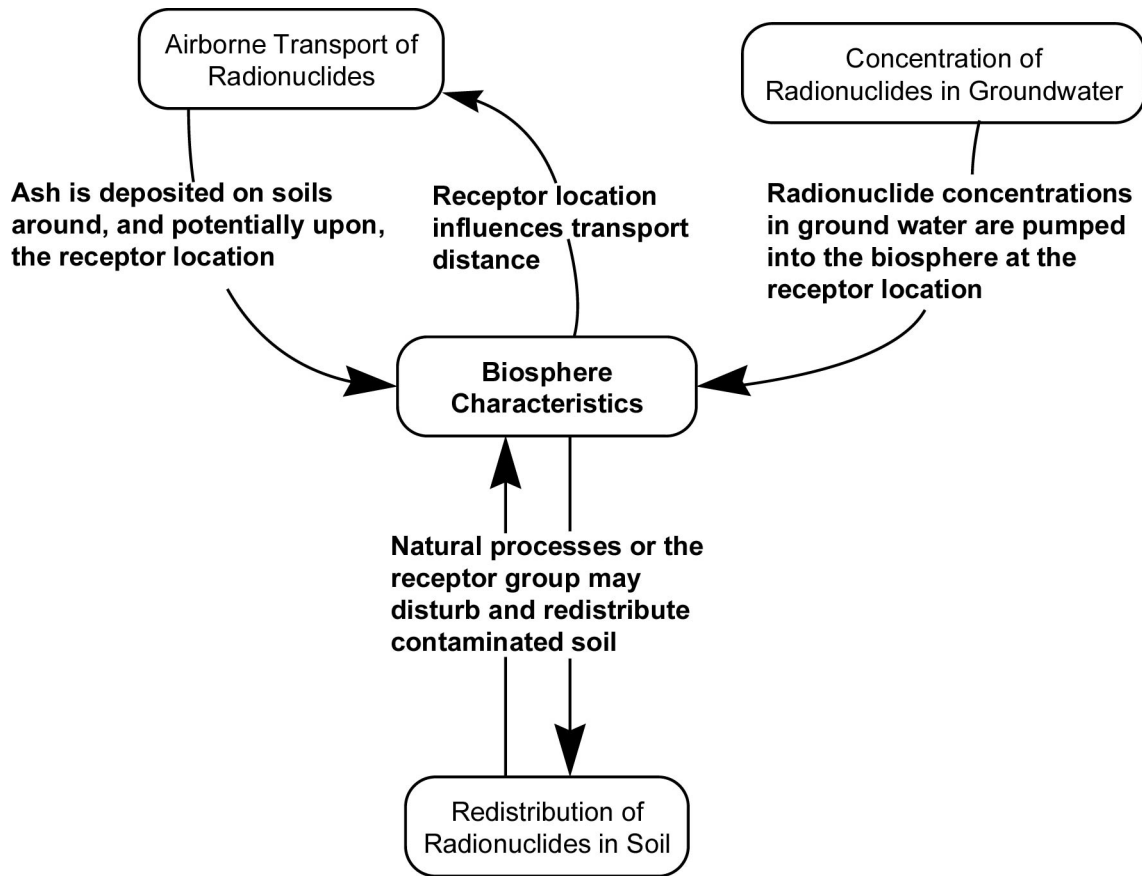 Airborne Transport of
Radionuclides
Concentration of
Radionuclides in Groundwater
Ash is deposited on soils
around, and potentially upon,
the receptor location
Receptor location
influences transport
distance
Radionuclide concentrations
in ground water are pumped
into the biosphere at the
receptor location
Biosphere
Characteristics
Natural processes or the
receptor group may
disturb and redistribute
contaminated soil
Redistribution of
Radionuclides in Soil